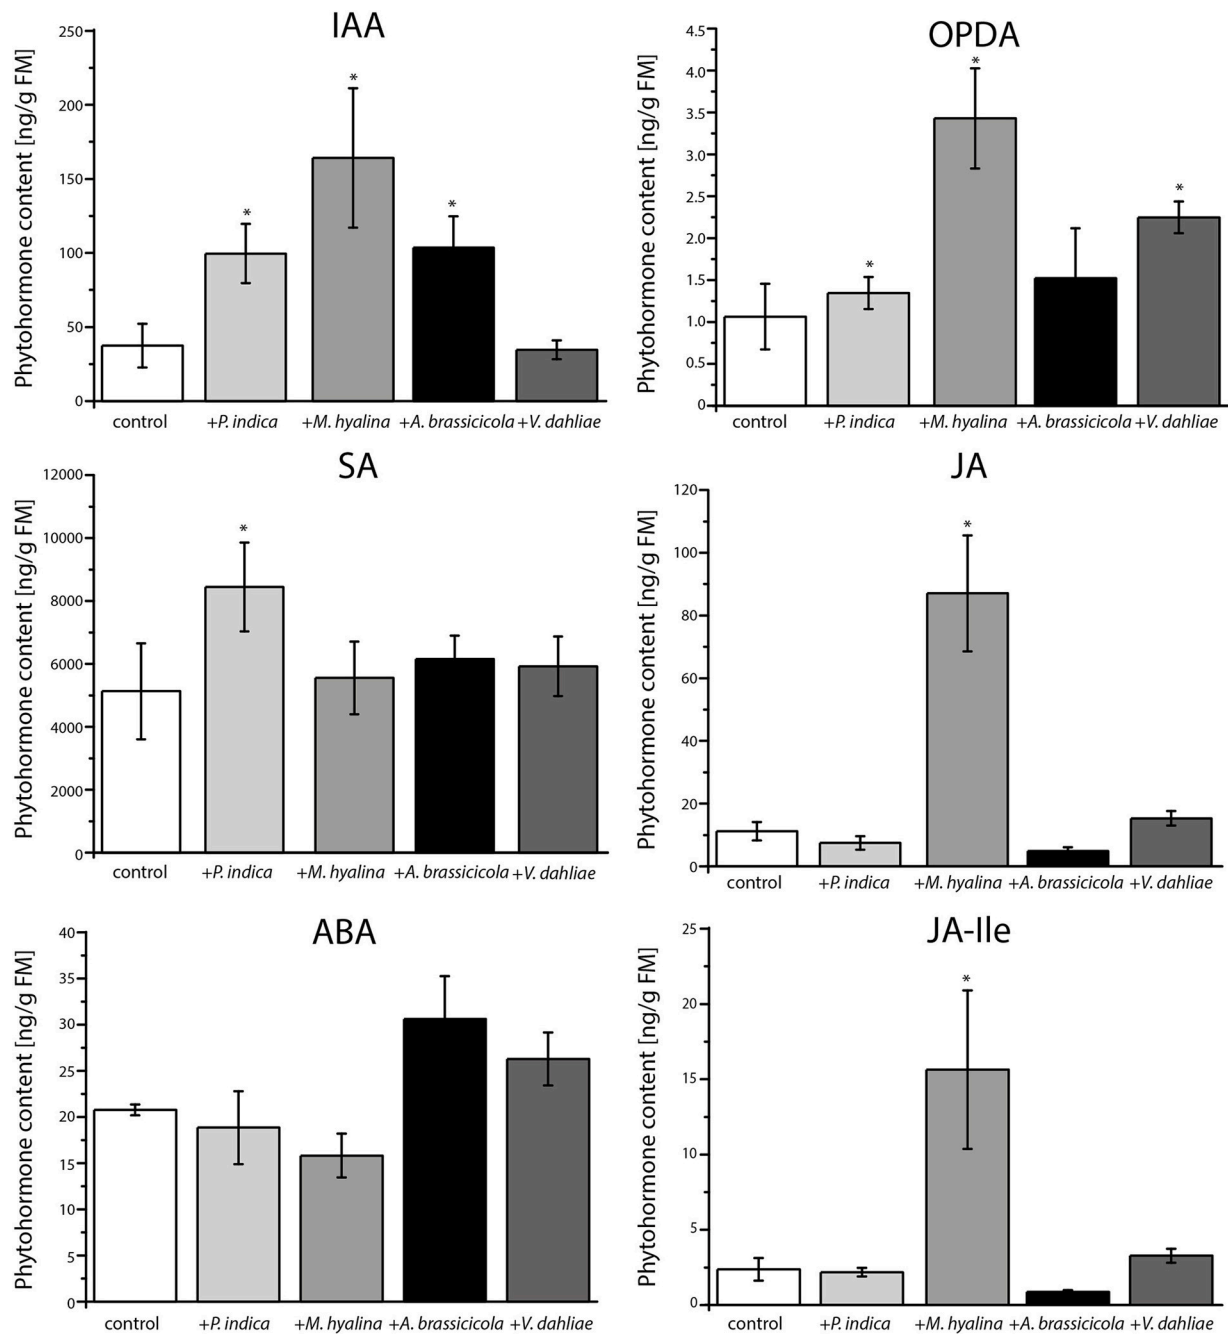 IAA
Phytohormone content [ng/g FM]
250
200
150
100
50
0
*
*
*
control
+P. indica
+M. hyalina
+A. brassicicola
+V. dahliae
OPDA
Phytohormone content [ng/g FM]
4.5
4.0
3.5
3.0
2.5
2.0
1.5
1.0
0.5
0
*
*
*
control
+P. indica
+M. hyalina
+A. brassicicola
+V. dahliae
SA
Phytohormone content [ng/g FM]
12000
10000
8000
6000
4000
2000
0
*
control
+P. indica
+M. hyalina
+A. brassicicola
+V. dahliae
JA
Phytohormone content [ng/g FM]
120
100
80
60
40
20
0
*
control
+P. indica
+M. hyalina
+A. brassicicola
+V. dahliae
ABA
Phytohormone content [ng/g FM]
40
35
30
25
20
15
10
5
0
control
+P. indica
+M. hyalina
+A. brassicicola
+V. dahliae
JA-Ile
Phytohormone content [ng/g FM]
25
20
15
10
5
0
*
control
+P. indica
+M. hyalina
+A. brassicicola
+V. dahliae